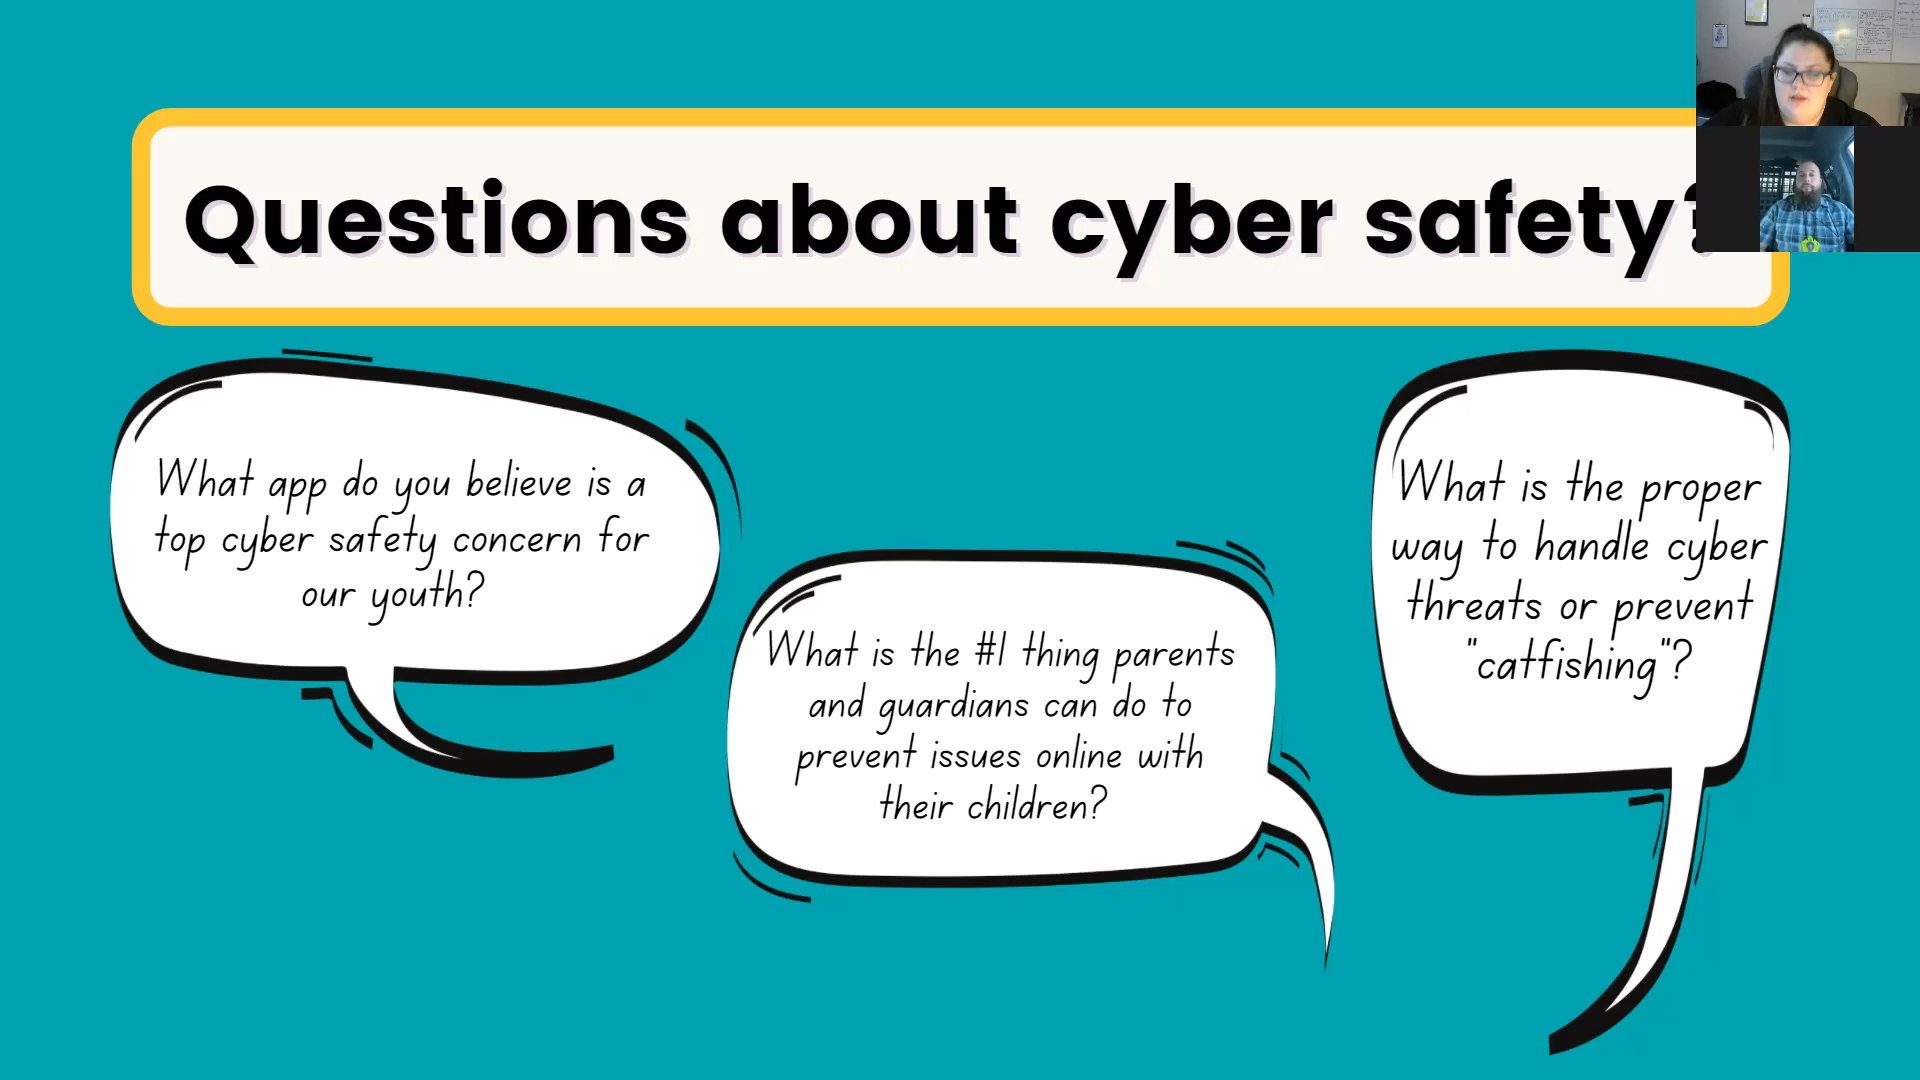 Questions about cyber safety?
What app do you believe is a
top cyber safety concern for
our youth?
What is the #1 thing parents
and guardians can do to
prevent issues online with
their children?
What is the proper
way to handle cyber
threats or prevent
"catfishing"?